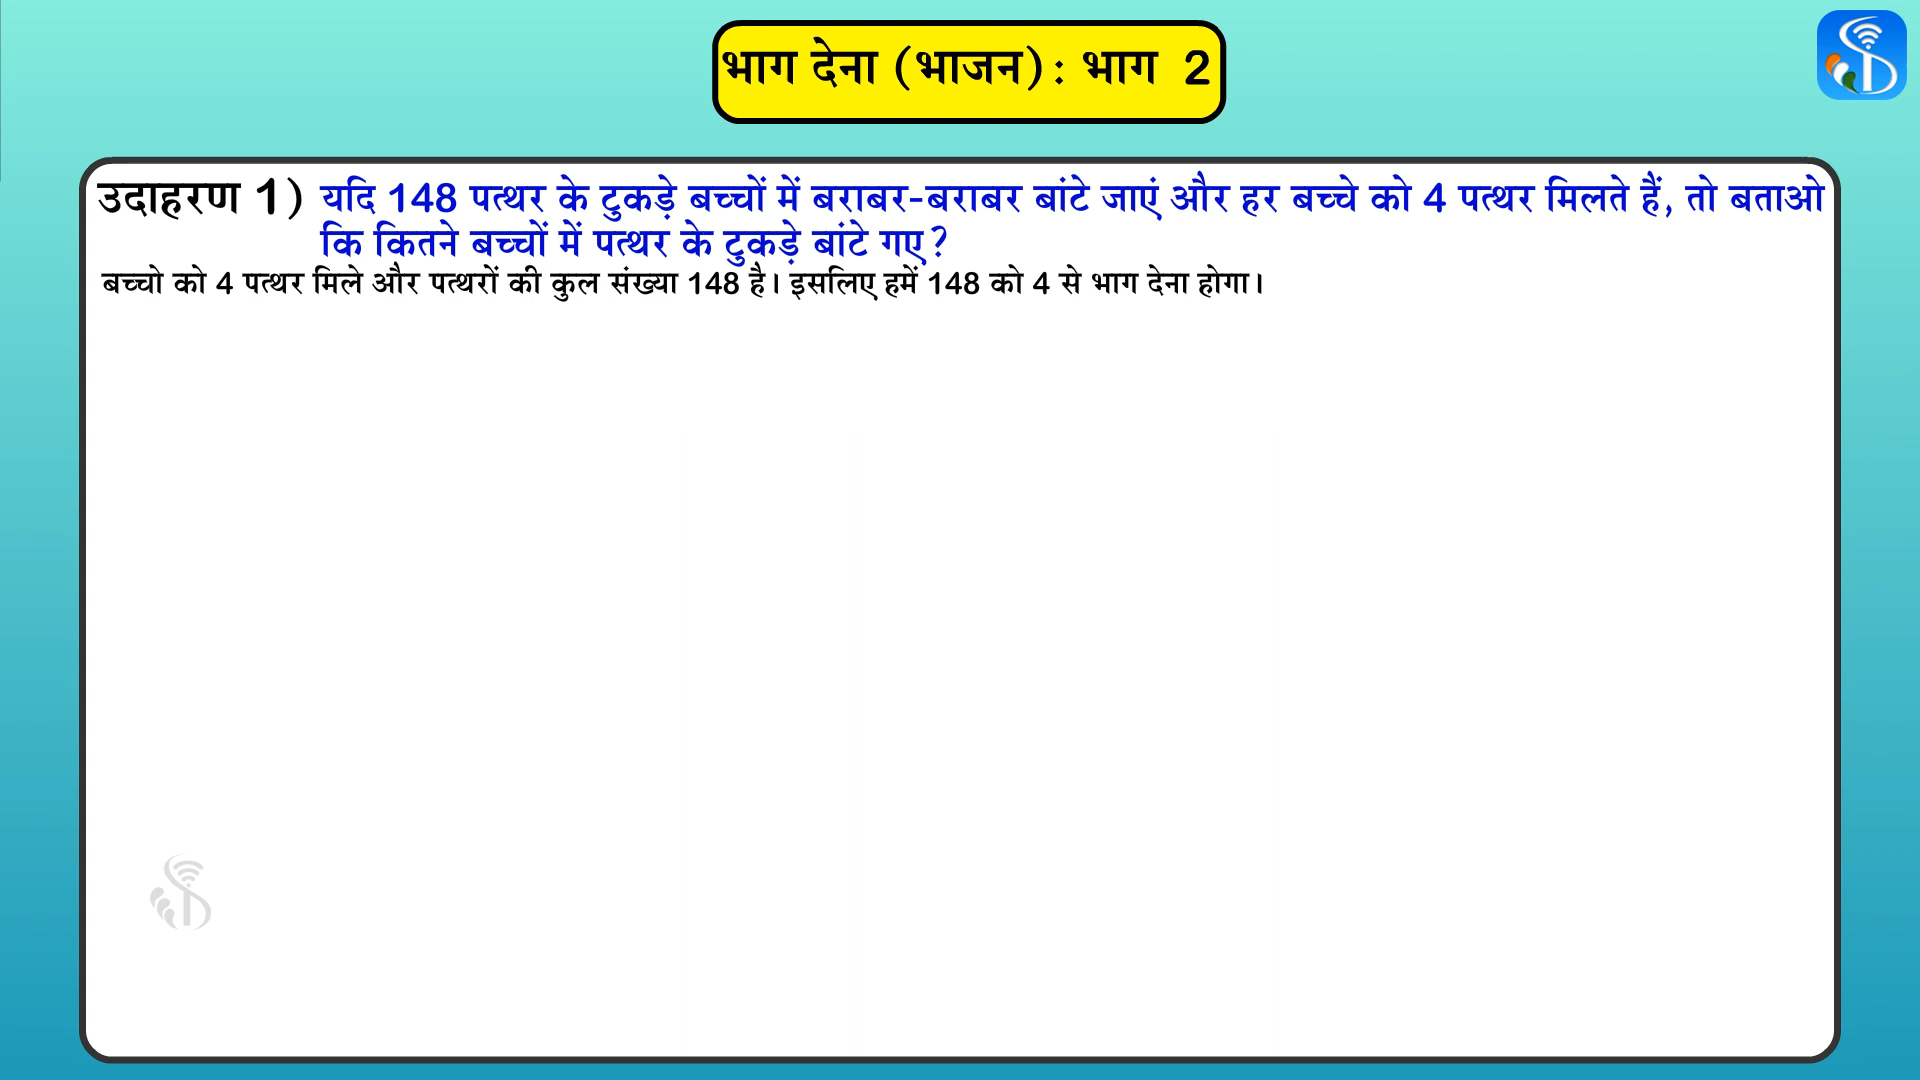 भाग देना (भाजन): भाग 2
उदाहरण 1) यदि 148 पत्थर के टुकड़े बच्चों में बराबर-बराबर बांटे जाएं और हर बच्चे को 4 पत्थर मिलते हैं, तो बताओ
कि कितने बच्चों में पत्थर के टुकड़े बांटे गए?
बच्चो को 4 पत्थर मिले और पत्थरों की कुल संख्या 148 है। इसलिए हमें 148 को 4 से भाग देना होगा।